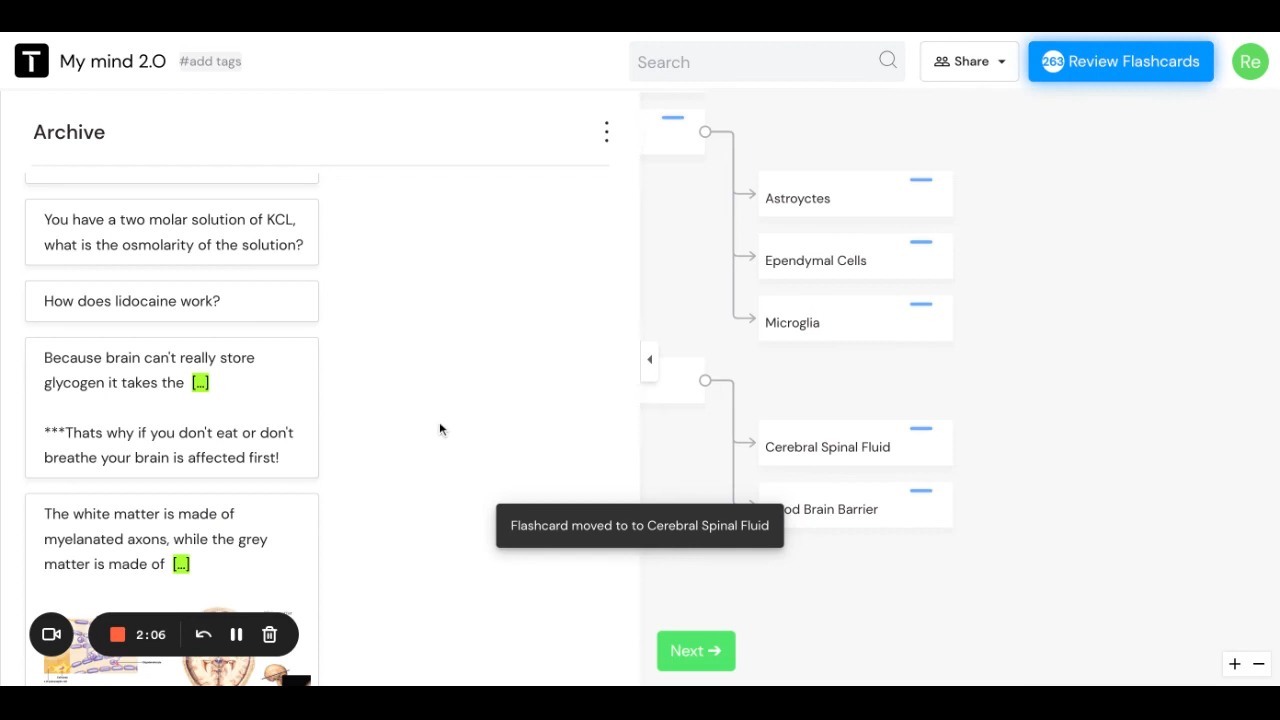 T My mind 2.0 #add tags
Search
Share
263 Review Flashcards
Re
Archive
You have a two molar solution of KCL,
what is the osmolarity of the solution?
How does lidocaine work?
Because brain can't really store
glycogen it takes the [...]
***Thats why if you don't eat or don't
breathe your brain is affected first!
The white matter is made of
myelanated axons, while the grey
matter is made of [...]
2:06
Astroyctes
Ependymal Cells
Microglia
Cerebral Spinal Fluid
od Brain Barrier
Flashcard moved to to Cerebral Spinal Fluid
Next →
+ −